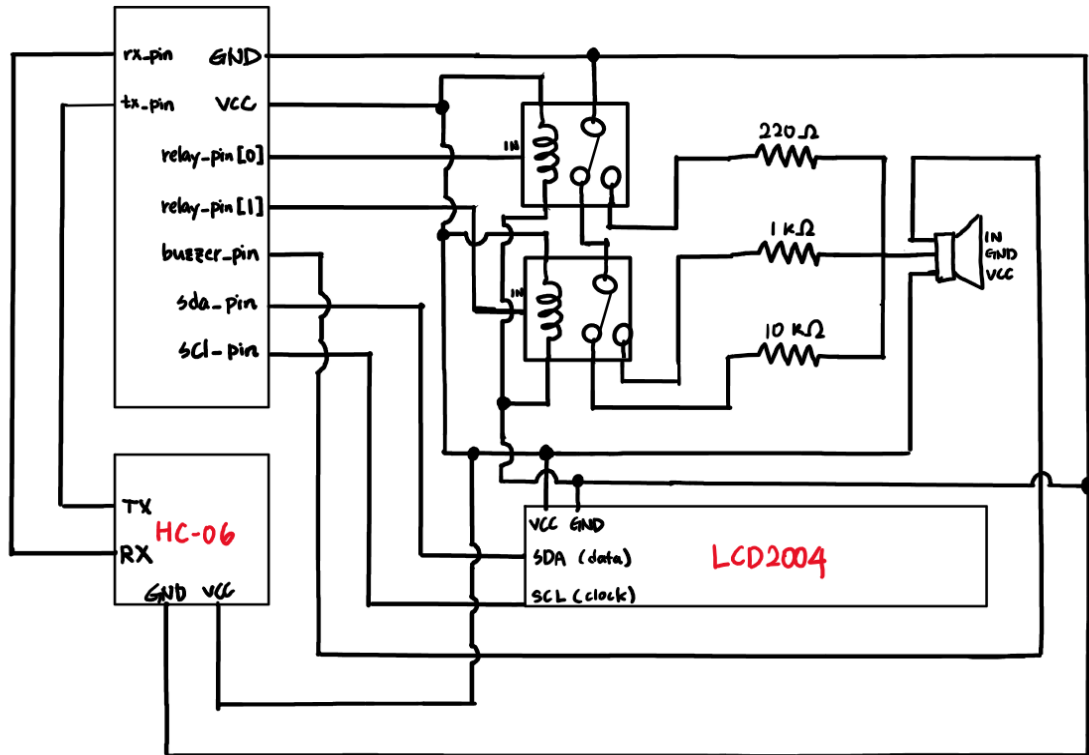 rx_pin GND
tx_pin VCC
relay_pin[0]
relay_pin[1]
buzzer_pin
sda_pin
scl_pin
IN
IN
220Ω
1kΩ
10kΩ
IN
GND
VCC
TX
HC-06
RX
GND VCC
VCC GND
SDA (data)
LCD2004
SCL (clock)